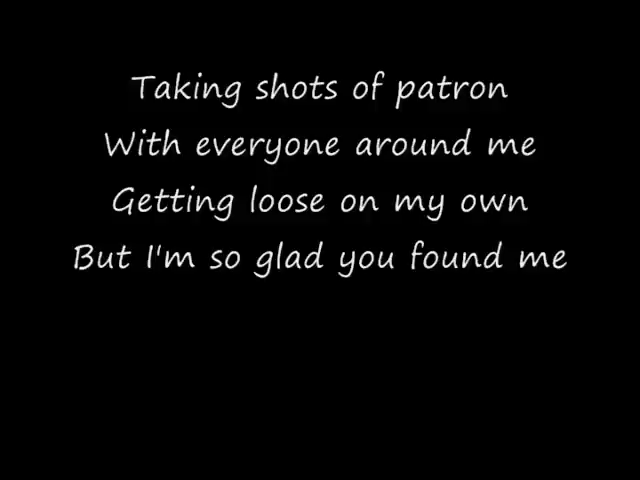 Taking shots of patron
With everyone around me
Getting loose on my own
But I'm so glad you found me